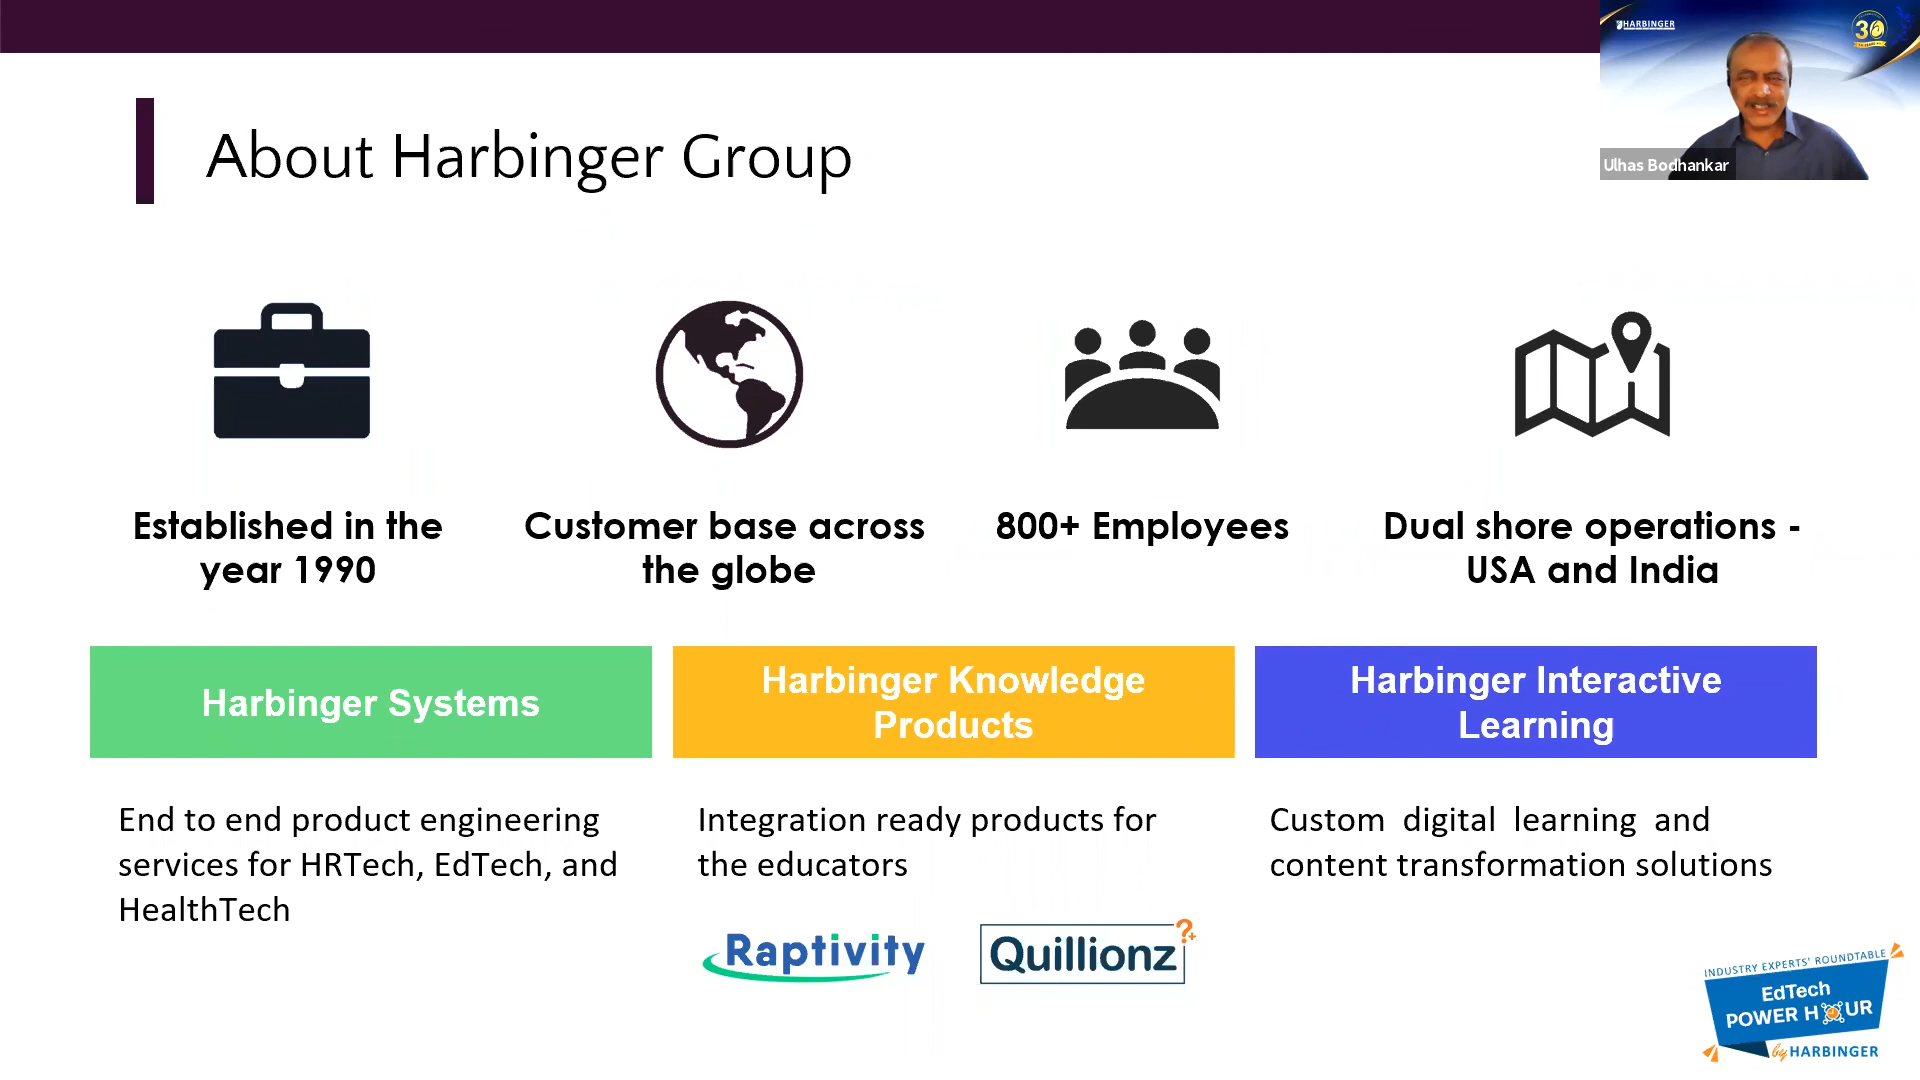 HARBINGER
30
Ulhas Bodhankar
About Harbinger Group
Established in the
year 1990
Customer base across
the globe
800+ Employees
Dual shore operations -
USA and India
Harbinger Systems
Harbinger Knowledge
Products
Harbinger Interactive
Learning
End to end product engineering
services for HRTech, EdTech, and
HealthTech
Integration ready products for
the educators
Raptivity
Quillionz
Custom digital learning and
content transformation solutions
INDUSTRY EXPERTS' ROUNDTABLE
EdTech
POWER HOUR
by HARBINGER